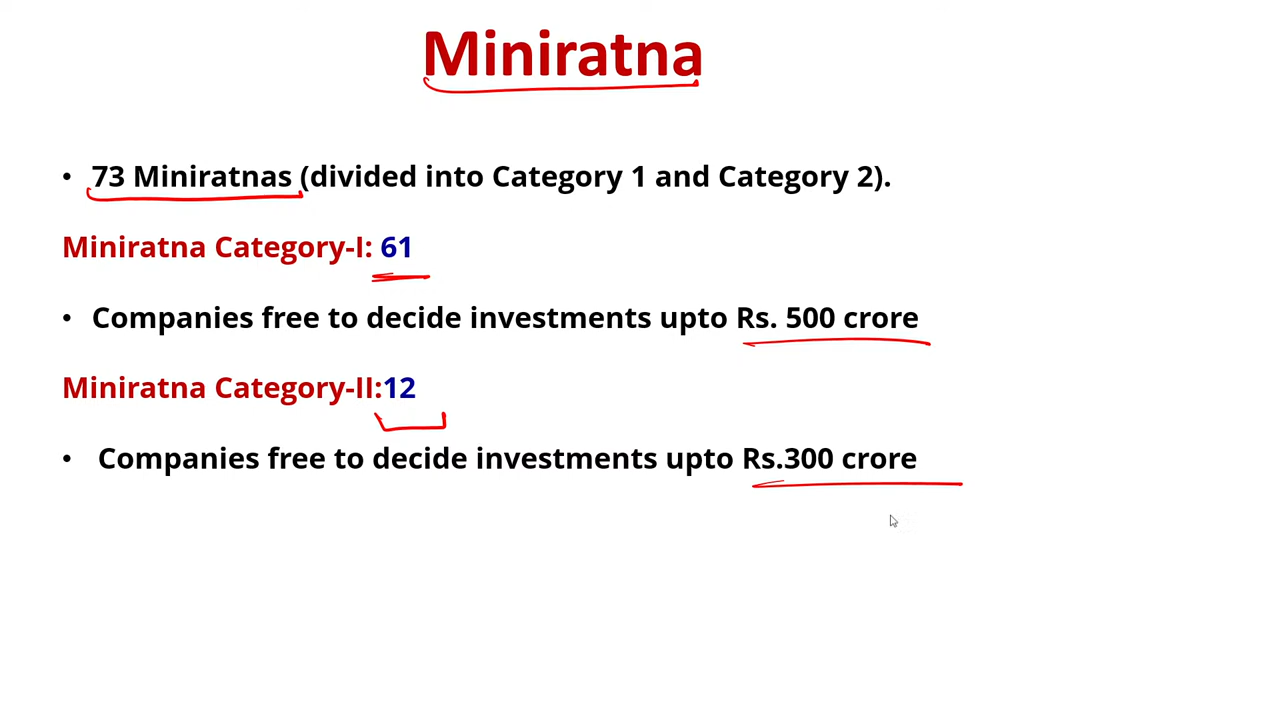 Miniratna
• 73 Miniratnas (divided into Category 1 and Category 2).
Miniratna Category-I: 61
• Companies free to decide investments upto Rs. 500 crore
Miniratna Category-II:12
• Companies free to decide investments upto Rs.300 crore